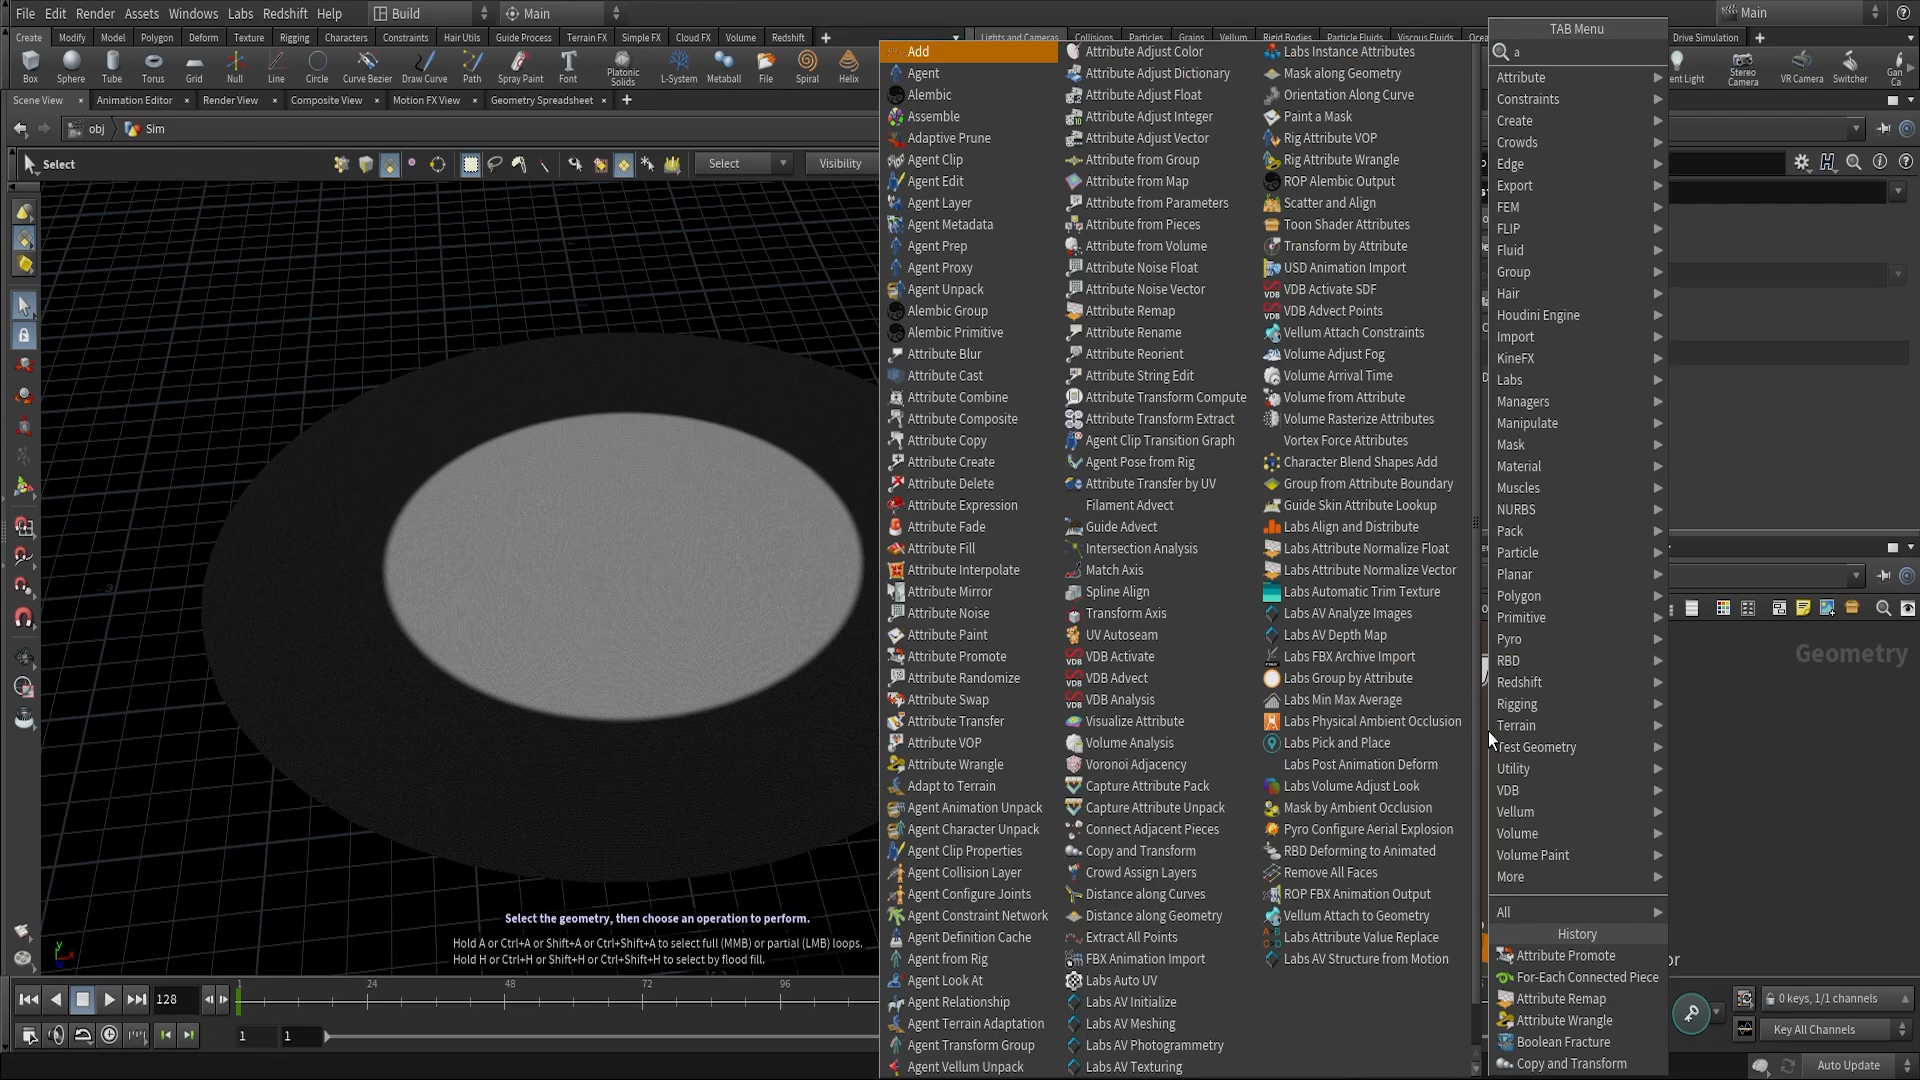 File Edit Render Assets Windows Labs Redshift Help Build Main Main
Create Modify Model Polygon Deform Texture Rigging Characters Constraints Hair Utils Guide Process Terrain FX Simple FX Cloud FX Volume Redshift
Lights and Cameras Collisions Particles Grains Vellum Rigid Bodies Particle Fluids Viscous Fluids Drive Simulation
Box Sphere Tube Torus Grid Null Line Circle Curve Bezier Draw Curve Path Spray Paint Font Platonic Solids L-System Metaball File Spiral Helix
Stereo Camera VR Camera Switcher
Scene View Animation Editor Render View Composite View Motion FX View Geometry Spreadsheet
obj Sim
Select Select Visibility
Select the geometry, then choose an operation to perform.
Hold A or Ctrl+A or Shift+A or Ctrl+Shift+A to select full (MMB) or partial (LMB) loops.
Hold H or Ctrl+H or Shift+H or Ctrl+Shift+H to select by flood fill.
128 1 24 48 72 96
1 1
Add
Agent
Alembic
Assemble
Adaptive Prune
Agent Clip
Agent Edit
Agent Layer
Agent Metadata
Agent Prep
Agent Proxy
Agent Unpack
Alembic Group
Alembic Primitive
Attribute Blur
Attribute Cast
Attribute Combine
Attribute Composite
Attribute Copy
Attribute Create
Attribute Delete
Attribute Expression
Attribute Fade
Attribute Fill
Attribute Interpolate
Attribute Mirror
Attribute Noise
Attribute Paint
Attribute Promote
Attribute Randomize
Attribute Swap
Attribute Transfer
Attribute VOP
Attribute Wrangle
Adapt to Terrain
Agent Animation Unpack
Agent Character Unpack
Agent Clip Properties
Agent Collision Layer
Agent Configure Joints
Agent Constraint Network
Agent Definition Cache
Agent from Rig
Agent Look At
Agent Relationship
Agent Terrain Adaptation
Agent Transform Group
Agent Vellum Unpack
Attribute Adjust Color
Attribute Adjust Dictionary
Attribute Adjust Float
Attribute Adjust Integer
Attribute Adjust Vector
Attribute from Group
Attribute from Map
Attribute from Parameters
Attribute from Pieces
Attribute from Volume
Attribute Noise Float
Attribute Noise Vector
Attribute Remap
Attribute Rename
Attribute Reorient
Attribute String Edit
Attribute Transform Compute
Attribute Transform Extract
Agent Clip Transition Graph
Agent Pose from Rig
Attribute Transfer by UV
Filament Advect
Guide Advect
Intersection Analysis
Match Axis
Spline Align
Transform Axis
UV Autoseam
VDB Activate
VDB Advect
VDB Analysis
Visualize Attribute
Volume Analysis
Voronoi Adjacency
Capture Attribute Pack
Capture Attribute Unpack
Connect Adjacent Pieces
Copy and Transform
Crowd Assign Layers
Distance along Curves
Distance along Geometry
Extract All Points
FBX Animation Import
Labs Auto UV
Labs AV Initialize
Labs AV Meshing
Labs AV Photogrammetry
Labs AV Texturing
Labs Instance Attributes
Mask along Geometry
Orientation Along Curve
Paint a Mask
Rig Attribute VOP
Rig Attribute Wrangle
ROP Alembic Output
Scatter and Align
Toon Shader Attributes
Transform by Attribute
USD Animation Import
VDB Activate SDF
VDB Advect Points
Vellum Attach Constraints
Volume Adjust Fog
Volume Arrival Time
Volume from Attribute
Volume Rasterize Attributes
Vortex Force Attributes
Character Blend Shapes Add
Group from Attribute Boundary
Guide Skin Attribute Lookup
Labs Align and Distribute
Labs Attribute Normalize Float
Labs Attribute Normalize Vector
Labs Automatic Trim Texture
Labs AV Analyze Images
Labs AV Depth Map
Labs FBX Archive Import
Labs Group by Attribute
Labs Min Max Average
Labs Physical Ambient Occlusion
Labs Pick and Place
Labs Post Animation Deform
Labs Volume Adjust Look
Mask by Ambient Occlusion
Pyro Configure Aerial Explosion
RBD Deforming to Animated
Remove All Faces
ROP FBX Animation Output
Vellum Attach to Geometry
Labs Attribute Value Replace
Labs AV Structure from Motion
TAB Menu
a
Attribute
Constraints
Create
Crowds
Edge
Export
FEM
FLIP
Fluid
Group
Hair
Houdini Engine
Import
KineFX
Labs
Managers
Manipulate
Mask
Material
Muscles
NURBS
Pack
Particle
Planar
Polygon
Primitive
Pyro
RBD
Redshift
Rigging
Terrain
Test Geometry
Utility
VDB
Vellum
Volume
Volume Paint
More
All
History
Attribute Promote
For-Each Connected Piece
Attribute Remap
Attribute Wrangle
Boolean Fracture
Copy and Transform
Geometry
0 keys, 1/1 channels
Key All Channels
Auto Update